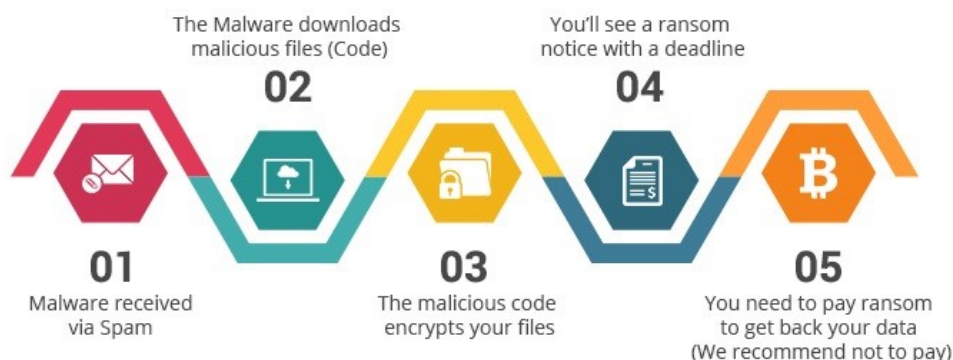 01
Malware received
via Spam
The Malware downloads
malicious files (Code)
02
03
The malicious code
encrypts your files
You'll see a ransom
notice with a deadline
04
05
You need to pay ransom
to get back your data
(We recommend not to pay)